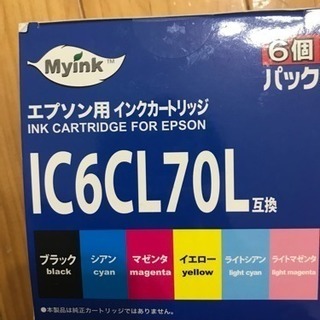 Myink™
6個
パック
エプソン用 インクカートリッジ
INK CARTRIDGE FOR EPSON
IC6CL70L互換
ブラック シアン マゼンタ イエロー ライトシアン ライトマゼンタ
black cyan magenta yellow light cyan light magenta
●本製品は純正カートリッジではありません。